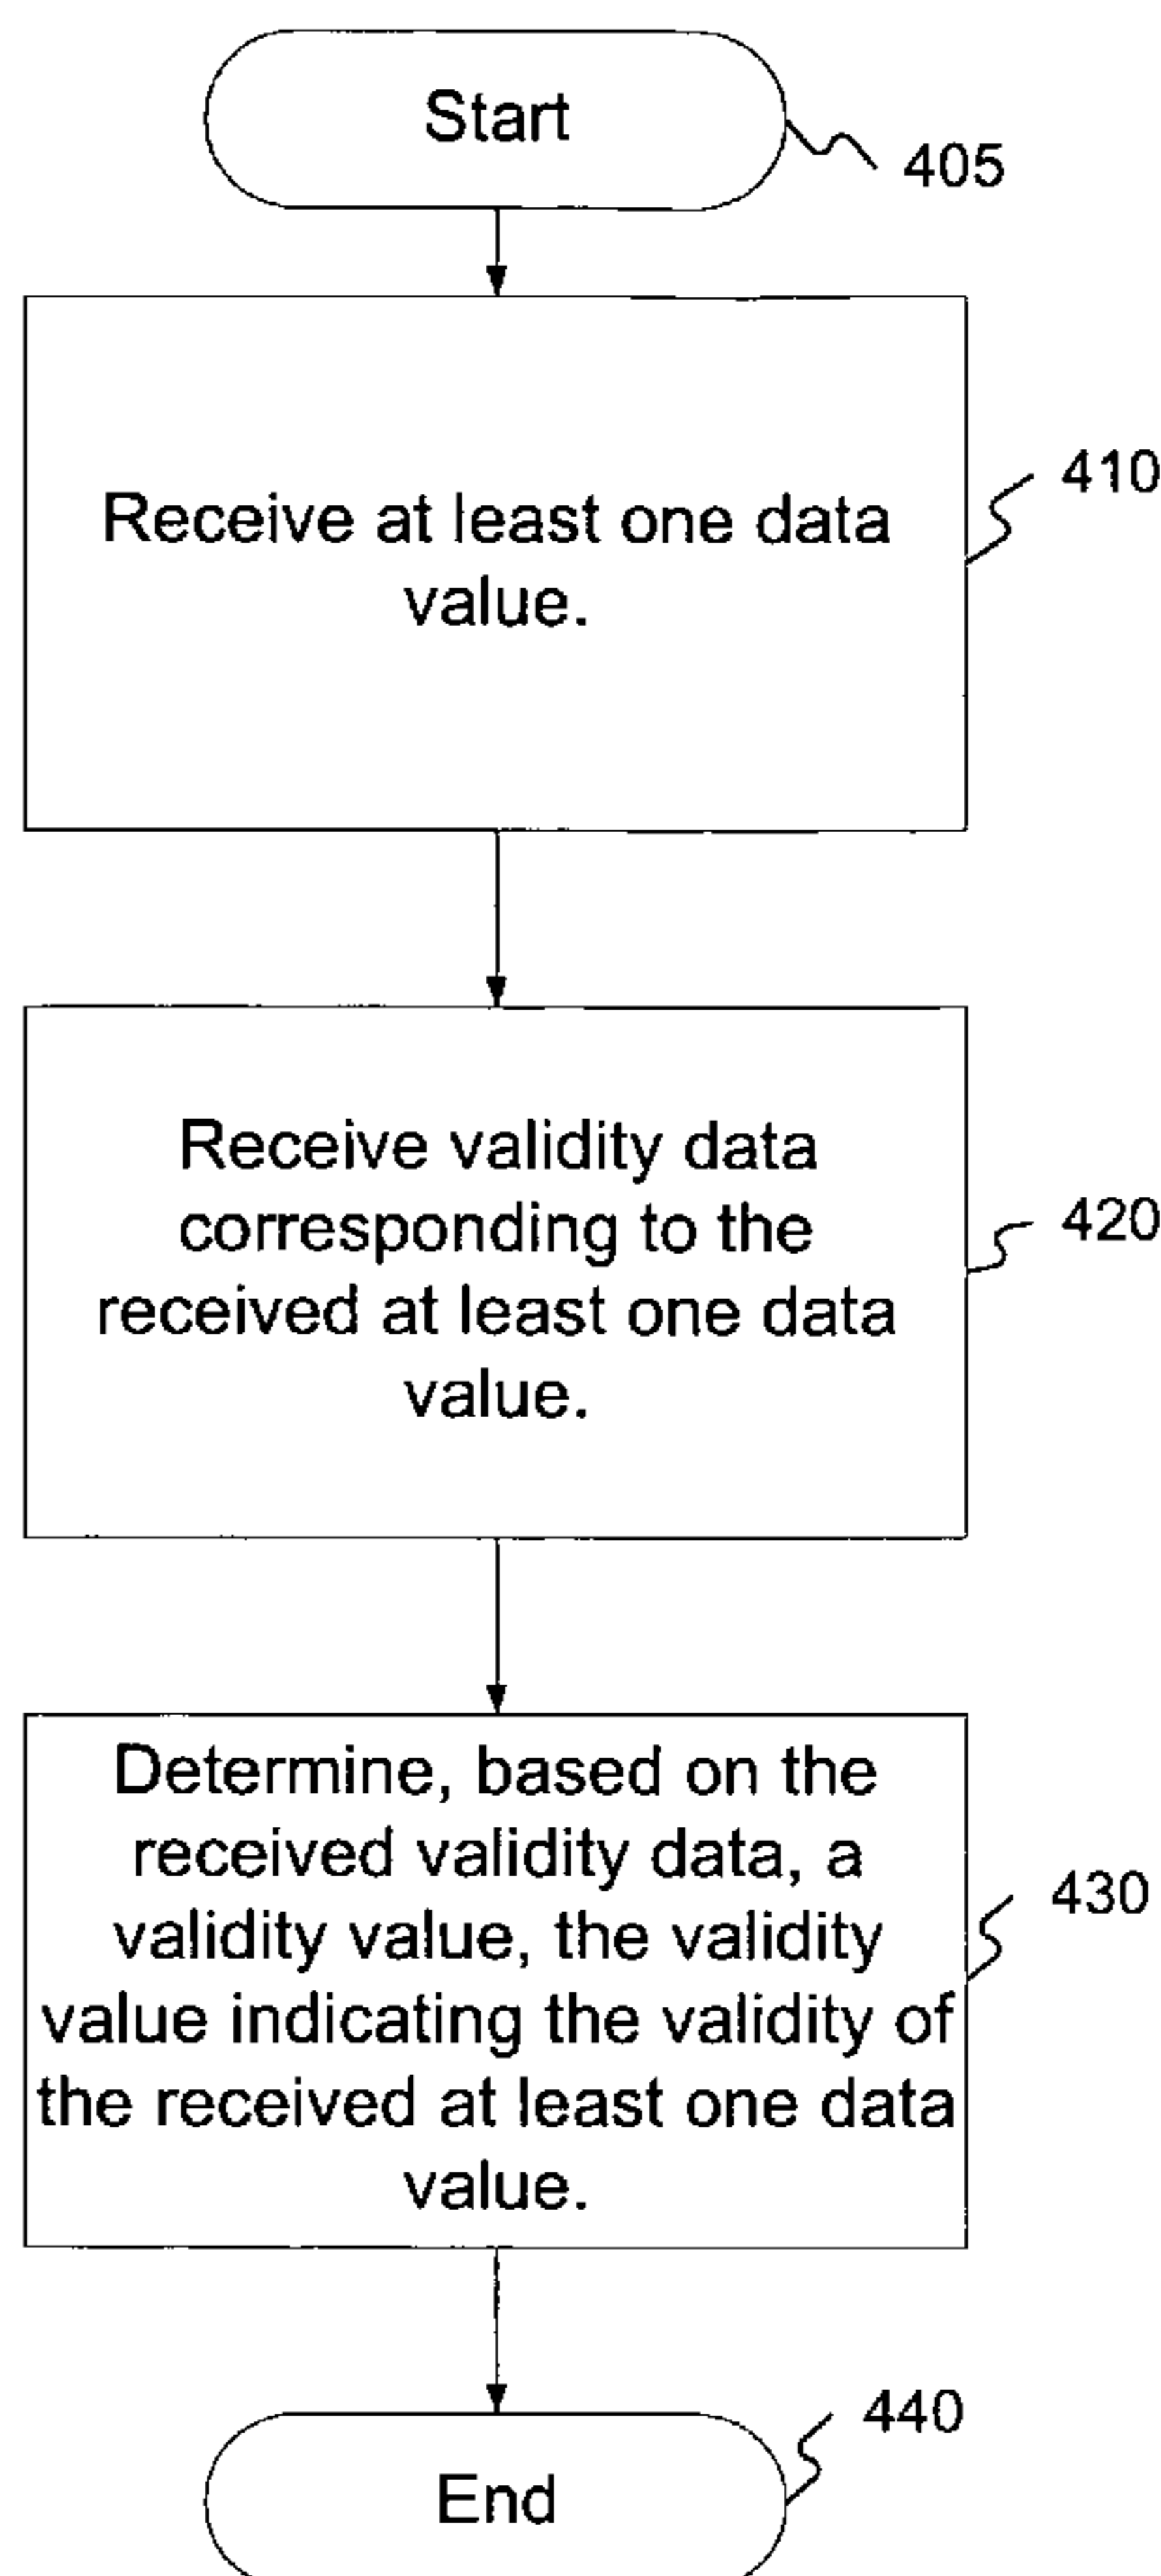 Start
405
Receive at least one data
value.
410
Receive validity data
corresponding to the
received at least one data
value.
420
Determine, based on the
received validity data, a
validity value, the validity
value indicating the validity of
the received at least one data
value.
430
End
440